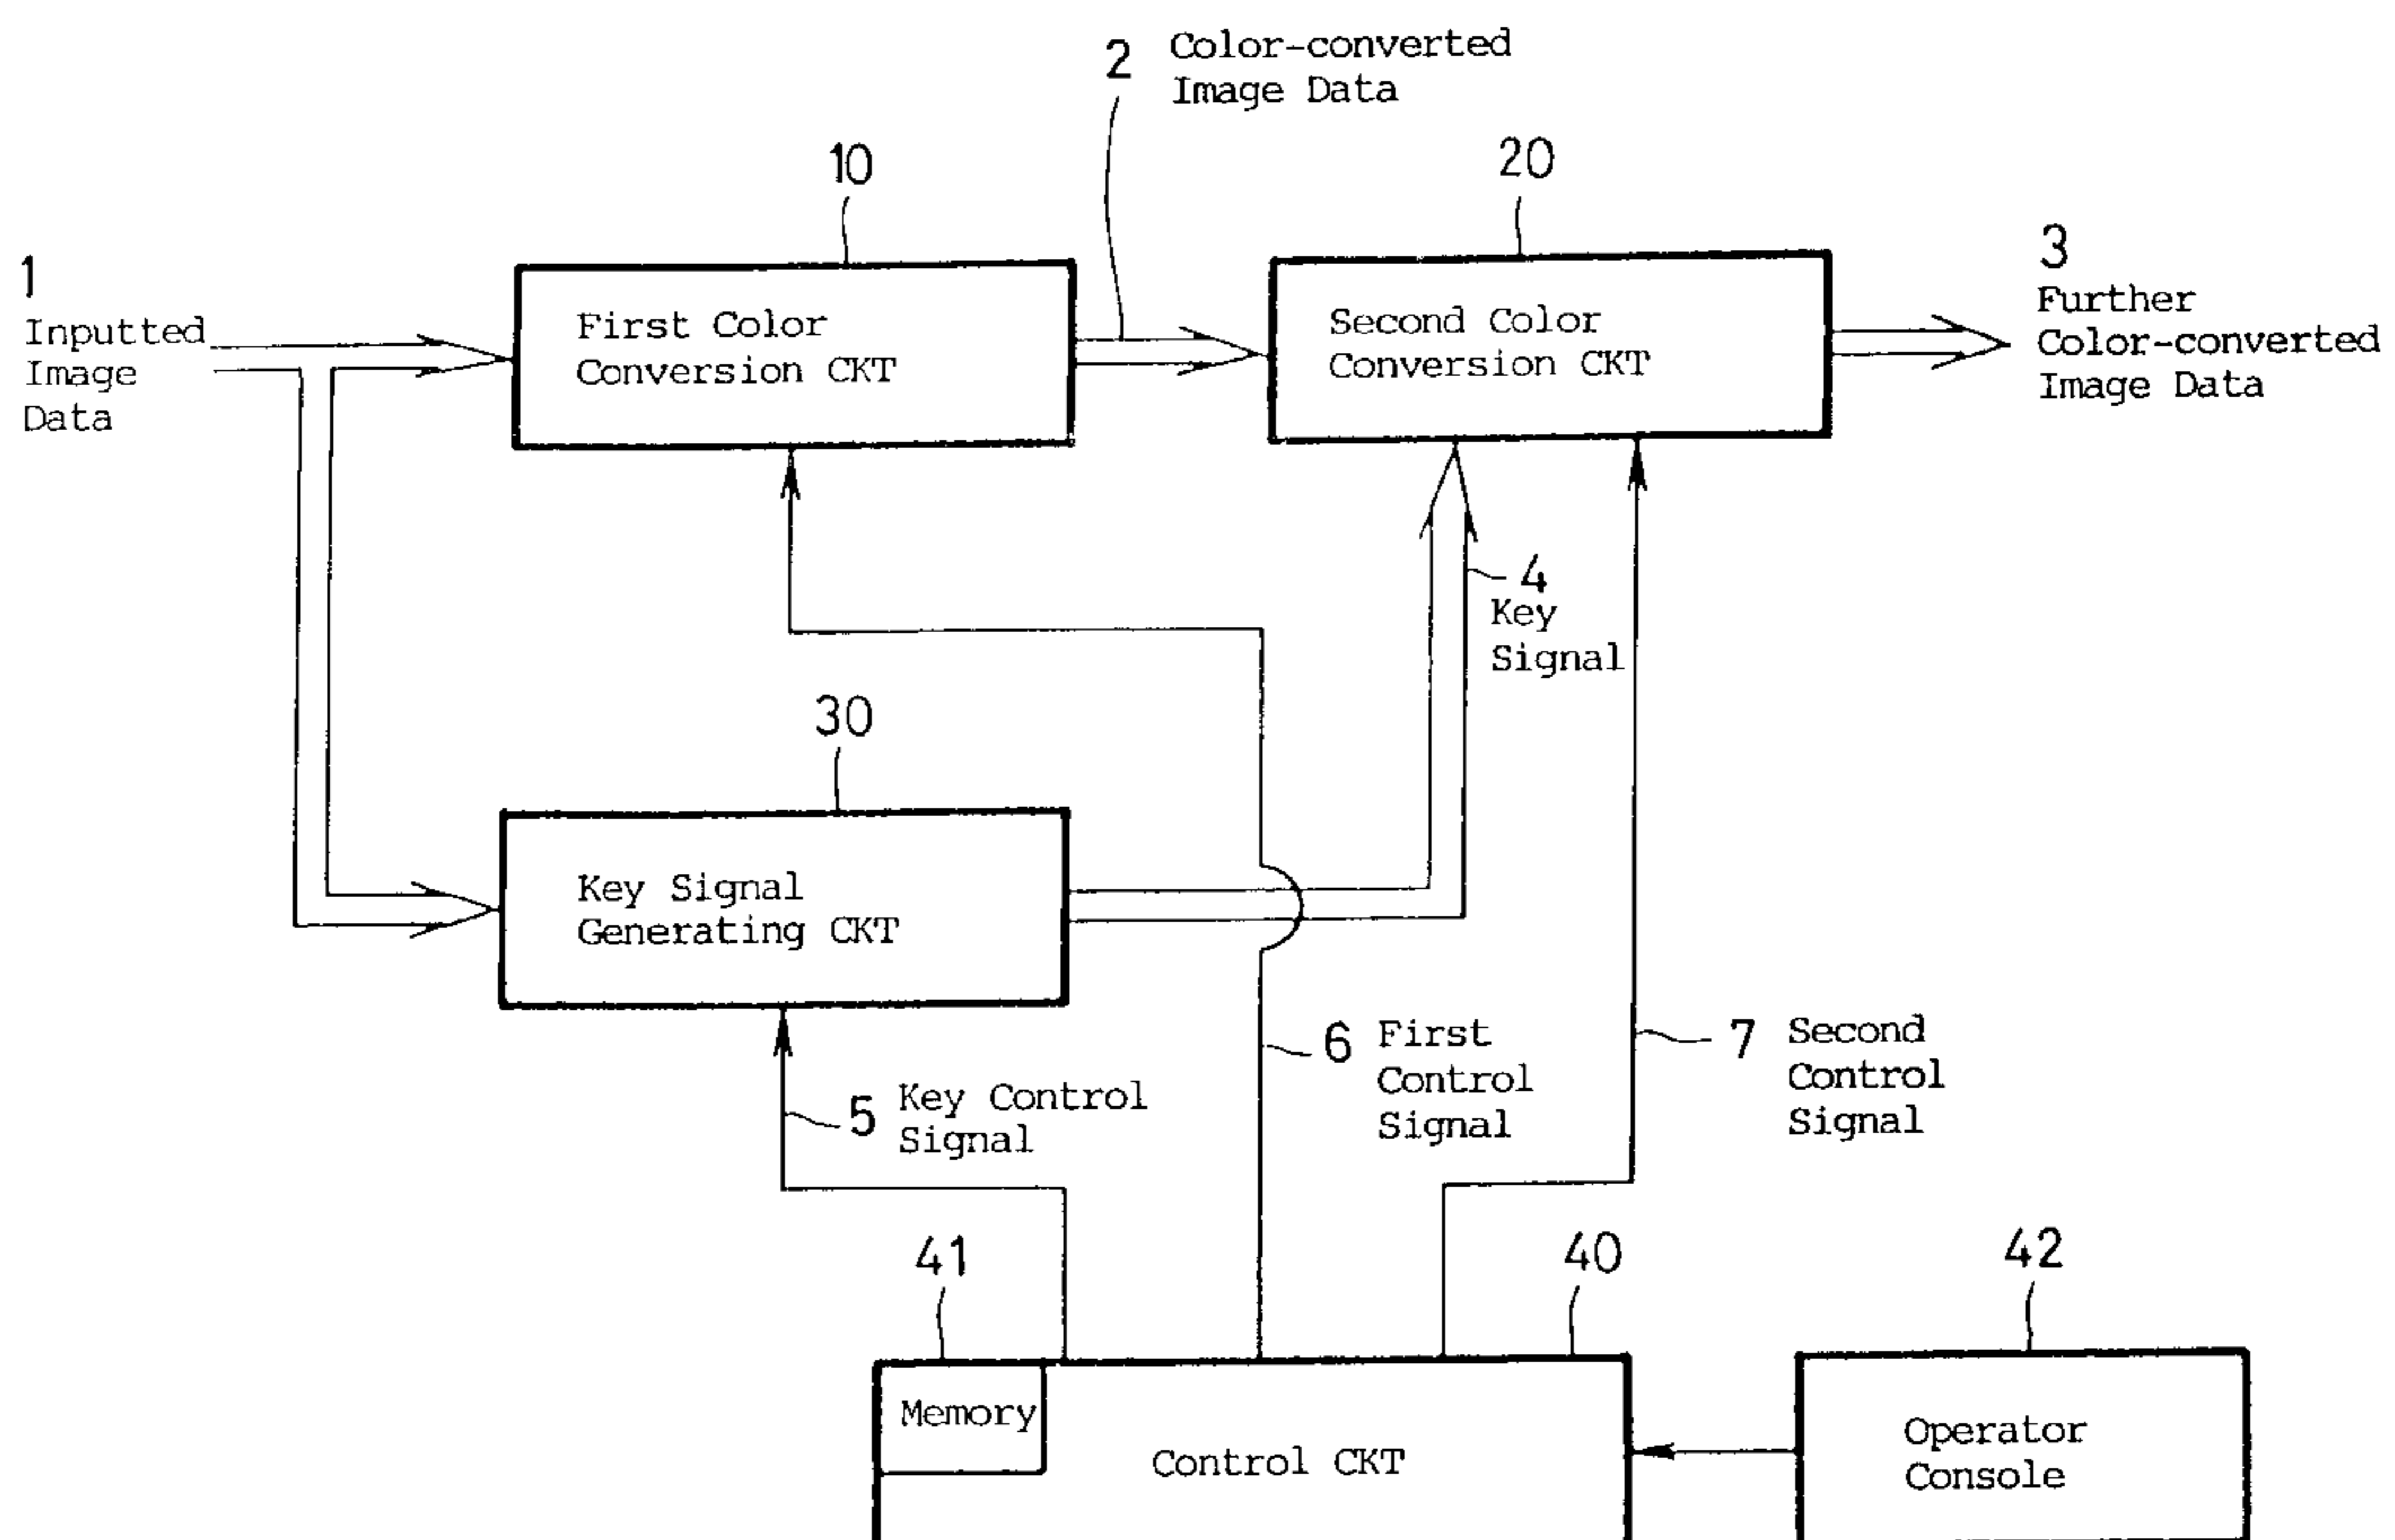 2 Color-converted
Image Data
10
20
1
Inputted
Image
Data
First Color
Conversion CKT
Second Color
Conversion CKT
3
Further
Color-converted
Image Data
4
Key
Signal
30
Key Signal
Generating CKT
5 Key Control
Signal
6 First
Control
Signal
7 Second
Control
Signal
41
40
42
Memory
Control CKT
Operator
Console